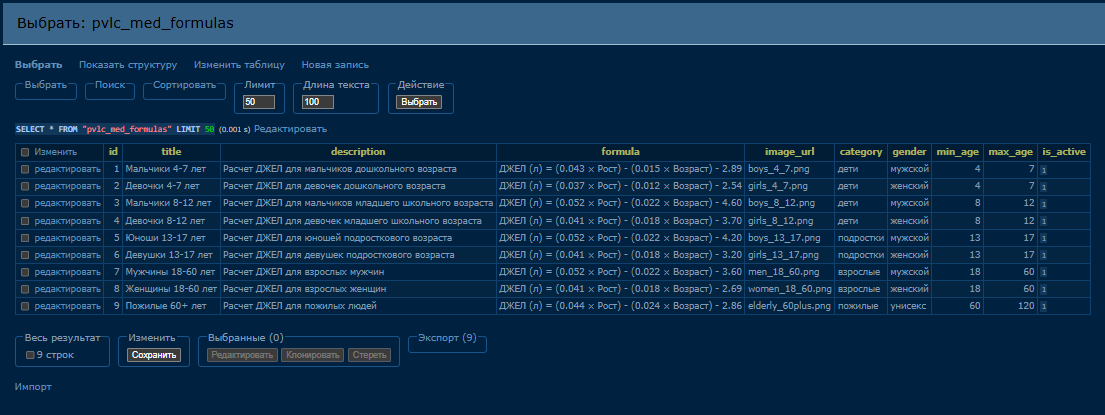 Выбрать: pvlc_med_formulas
Выбрать Показать структуру Изменить таблицу Новая запись
Выбрать Поиск Сортировать Лимит Длина текста Действие
50 100 Выбрать
SELECT * FROM "pvlc_med_formulas" LIMIT 50 (0.001 s) Редактировать
Изменить id title description formula image_url category gender min_age max_age is_active
редактировать 1 Мальчики 4-7 лет Расчет ДЖЕЛ для мальчиков дошкольного возраста ДЖЕЛ (л) = (0.043 × Рост) - (0.015 × Возраст) - 2.89 boys_4_7.png дети мужской 4 7 1
редактировать 2 Девочки 4-7 лет Расчет ДЖЕЛ для девочек дошкольного возраста ДЖЕЛ (л) = (0.037 × Рост) - (0.012 × Возраст) - 2.54 girls_4_7.png дети женский 4 7 1
редактировать 3 Мальчики 8-12 лет Расчет ДЖЕЛ для мальчиков младшего школьного возраста ДЖЕЛ (л) = (0.052 × Рост) - (0.022 × Возраст) - 4.60 boys_8_12.png дети мужской 8 12 1
редактировать 4 Девочки 8-12 лет Расчет ДЖЕЛ для девочек младшего школьного возраста ДЖЕЛ (л) = (0.041 × Рост) - (0.018 × Возраст) - 3.70 girls_8_12.png дети женский 8 12 1
редактировать 5 Юноши 13-17 лет Расчет ДЖЕЛ для юношей подросткового возраста ДЖЕЛ (л) = (0.052 × Рост) - (0.022 × Возраст) - 4.20 boys_13_17.png подростки мужской 13 17 1
редактировать 6 Девушки 13-17 лет Расчет ДЖЕЛ для девушек подросткового возраста ДЖЕЛ (л) = (0.041 × Рост) - (0.018 × Возраст) - 3.20 girls_13_17.png подростки женский 13 17 1
редактировать 7 Мужчины 18-60 лет Расчет ДЖЕЛ для взрослых мужчин ДЖЕЛ (л) = (0.052 × Рост) - (0.022 × Возраст) - 3.60 men_18_60.png взрослые мужской 18 60 1
редактировать 8 Женщины 18-60 лет Расчет ДЖЕЛ для взрослых женщин ДЖЕЛ (л) = (0.041 × Рост) - (0.018 × Возраст) - 2.69 women_18_60.png взрослые женский 18 60 1
редактировать 9 Пожилые 60+ лет Расчет ДЖЕЛ для пожилых людей ДЖЕЛ (л) = (0.044 × Рост) - (0.024 × Возраст) - 2.86 elderly_60plus.png пожилые унисекс 60 120 1
Весь результат Изменить Выбранные (0) Экспорт (9)
9 строк Сохранить Редактировать Клонировать Стереть
Импорт